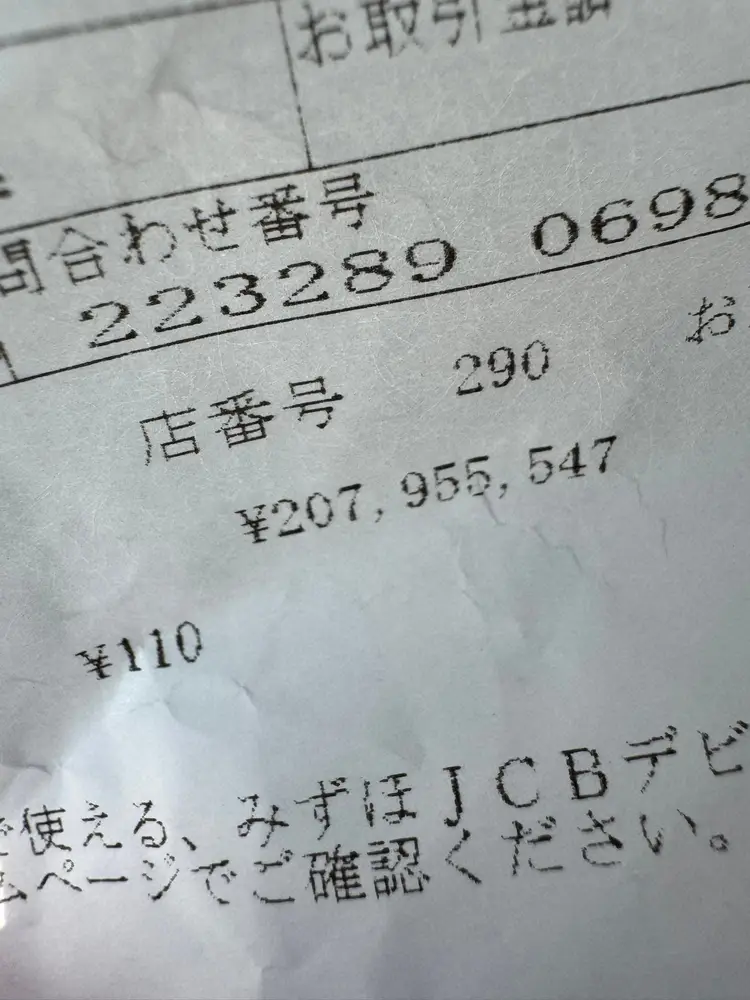 お取引金額
問合わせ番号
223289 0698
店番号 290 お
¥207,955,547
¥110
で使える、みずほJCBデビ
ムページでご確認ください。